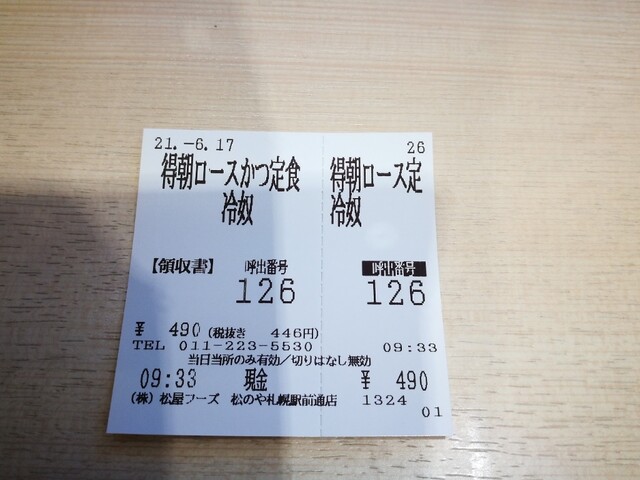 21.-6.17 26
得朝ロースかつ定食 得朝ロース定
冷奴 冷奴
【領収書】 呼出番号 呼出番号
126 126
¥ 490(税抜き 446円)
TEL 011-223-5530 09:33
当日当所のみ有効/切りはなし無効
09:33 現金 ¥ 490
(株)松屋フーズ 松のや札幌駅前通店 1324
01